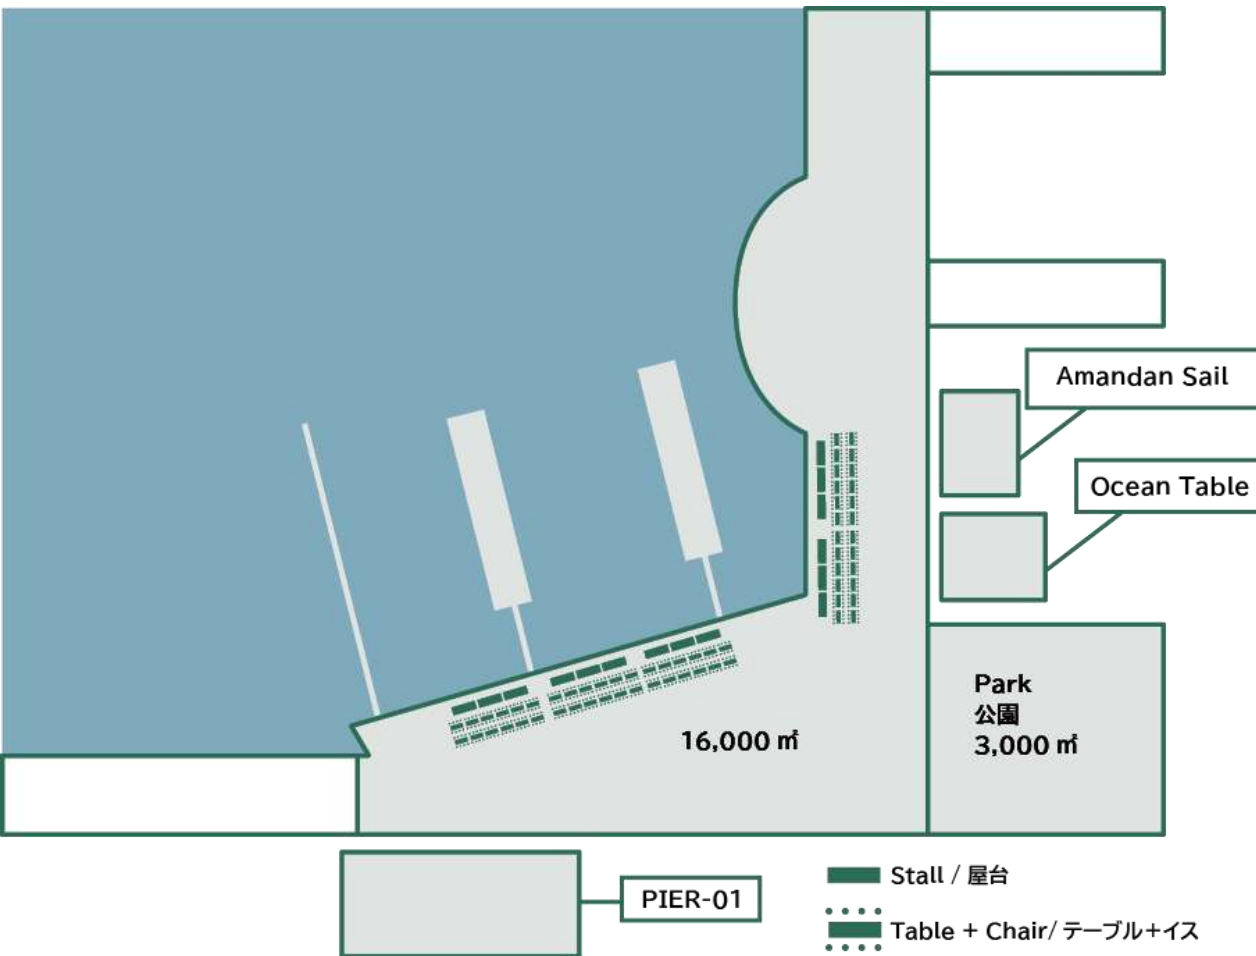 Amandan Sail
Ocean Table
Park
公園
3,000 ㎡
16,000 ㎡
PIER-01
Stall / 屋台
Table + Chair/ テーブル+イス